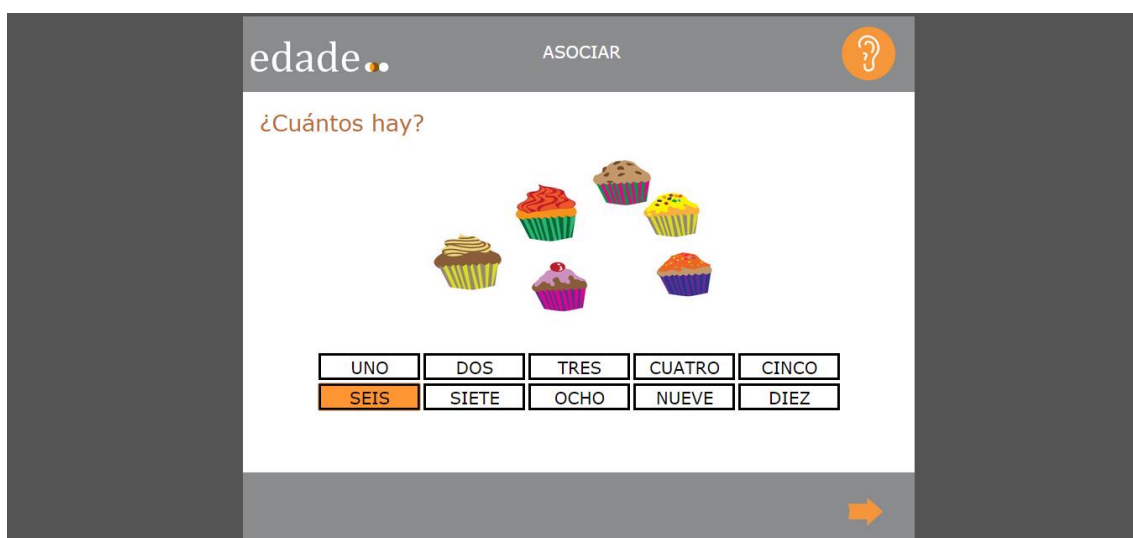 edade
ASOCIAR
¿Cuántos hay?
UNO DOS TRES CUATRO CINCO
SEIS SIETE OCHO NUEVE DIEZ